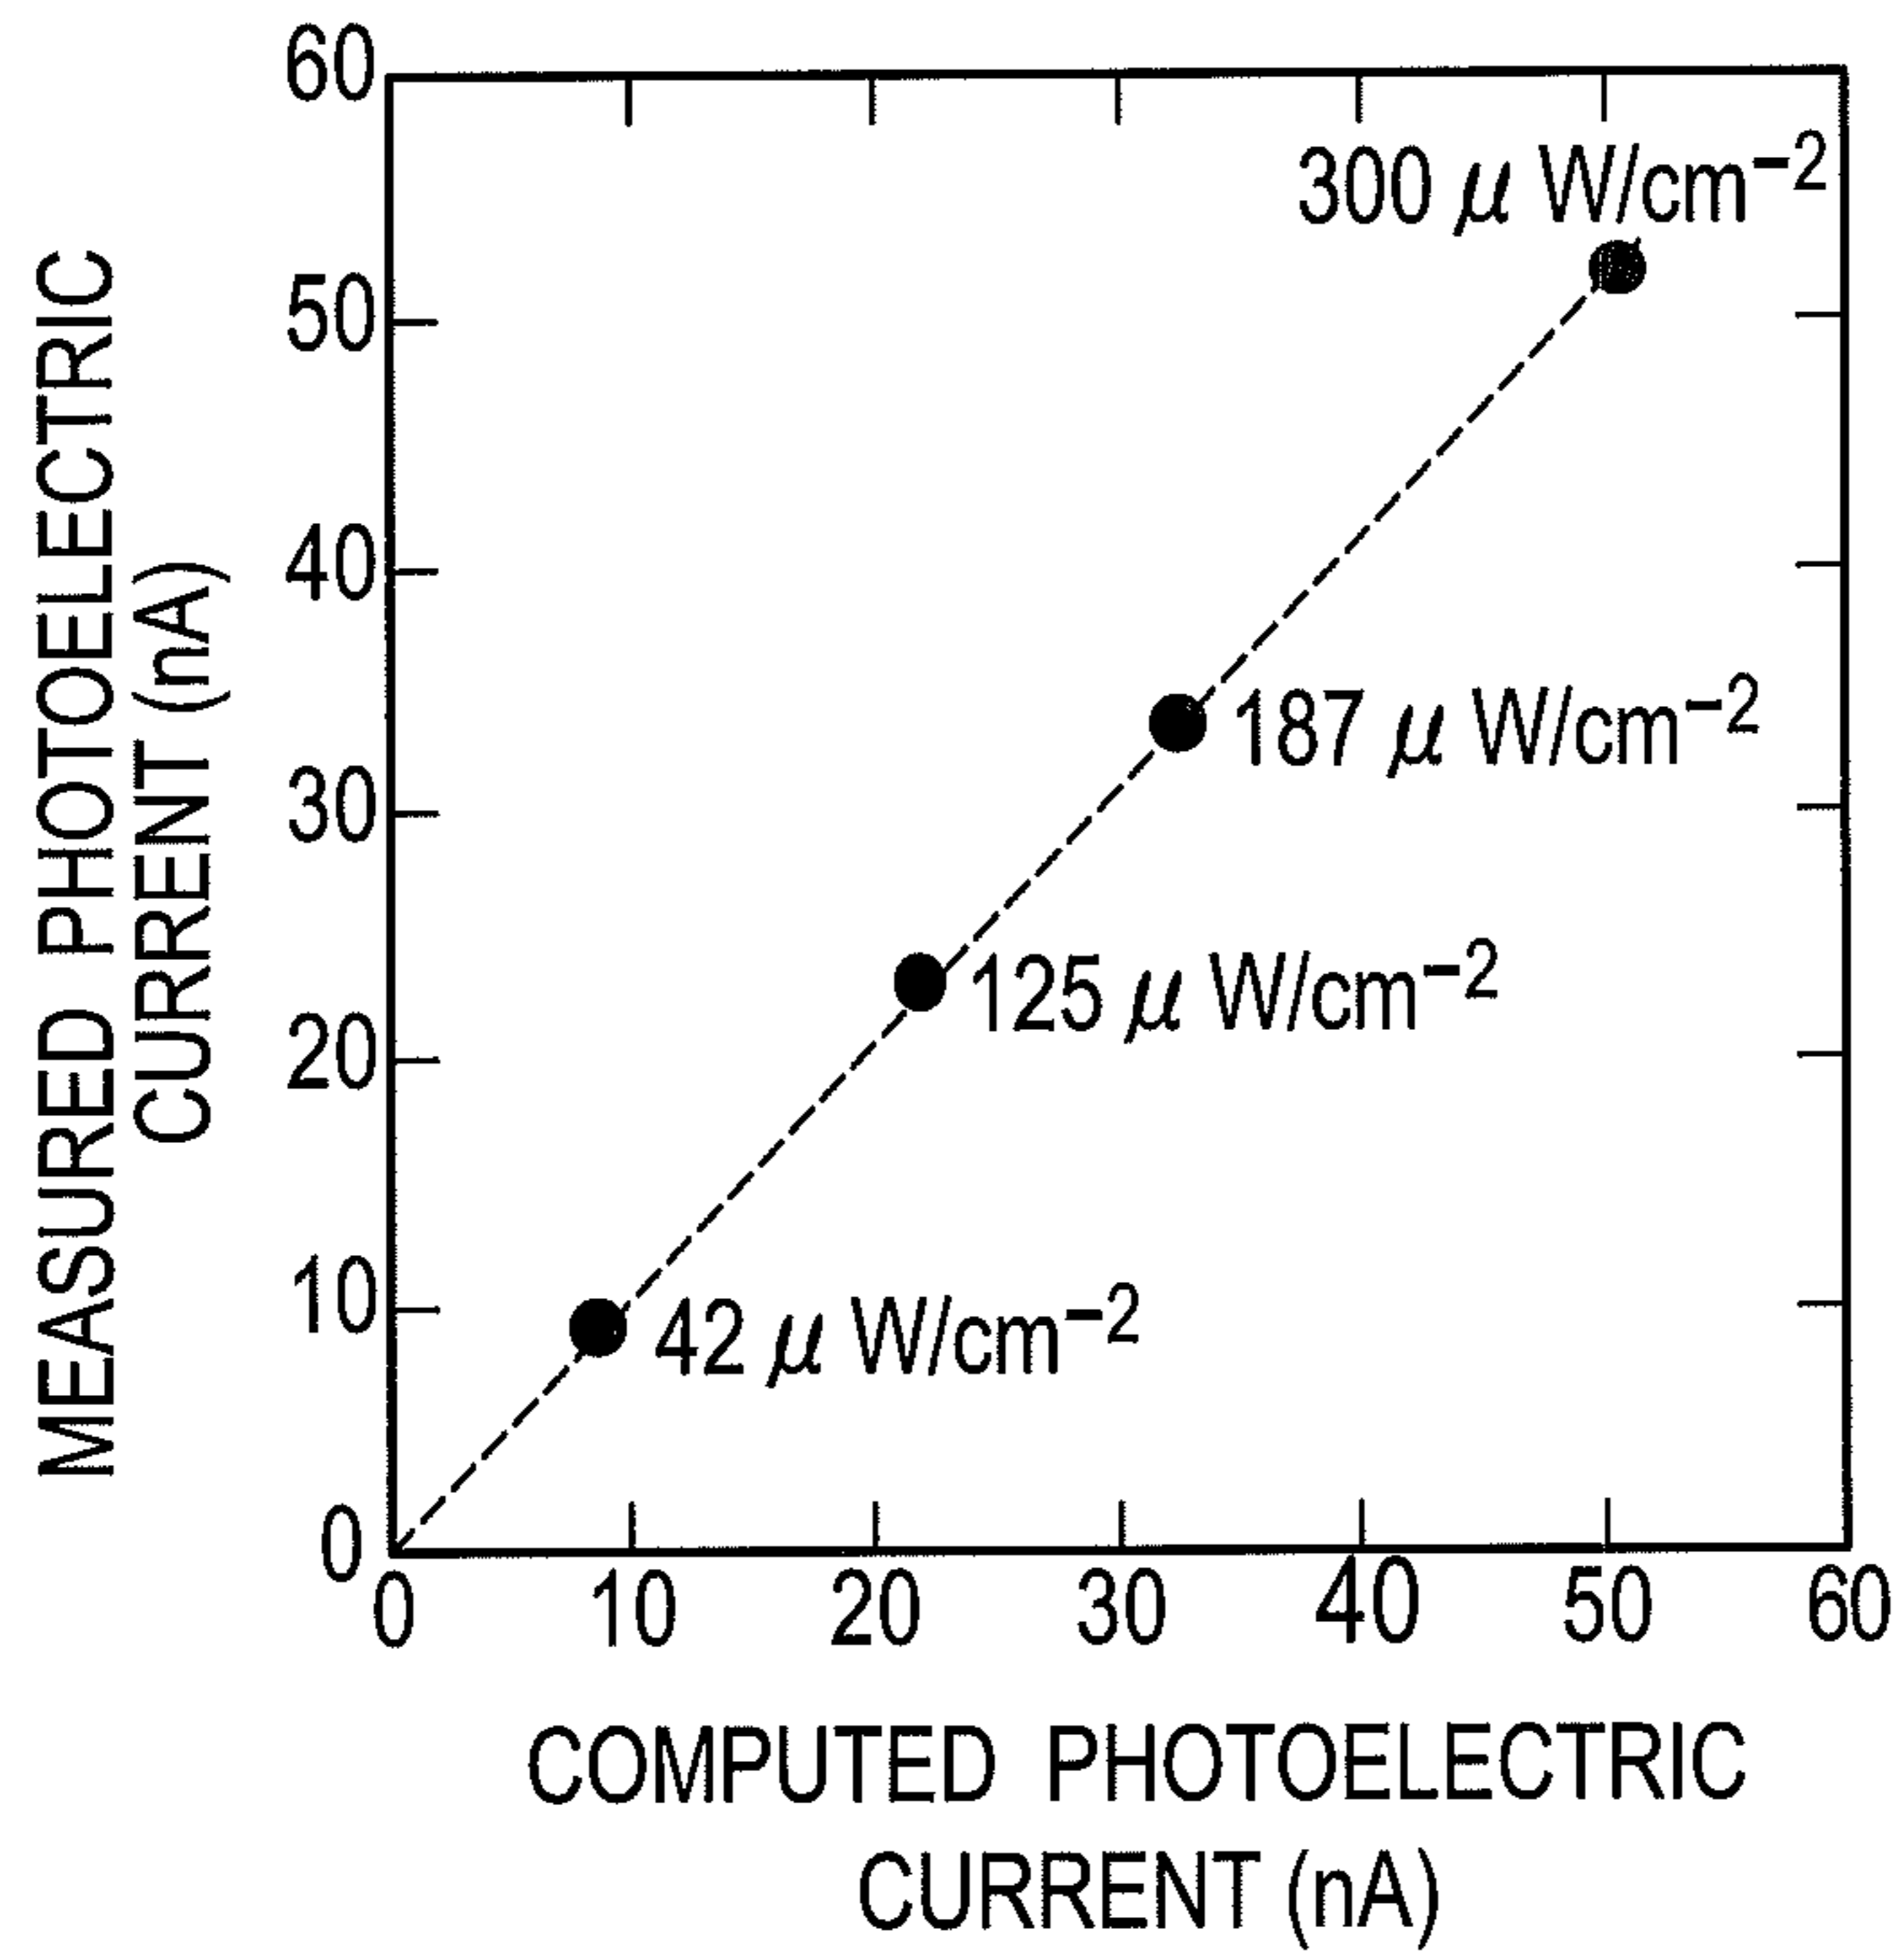 60
50
40
30
20
10
0
MEASURED PHOTOELECTRIC
CURRENT (nA)
300 μ W/cm⁻²
187 μ W/cm⁻²
125 μ W/cm⁻²
42 μ W/cm⁻²
0 10 20 30 40 50 60
COMPUTED PHOTOELECTRIC
CURRENT (nA)